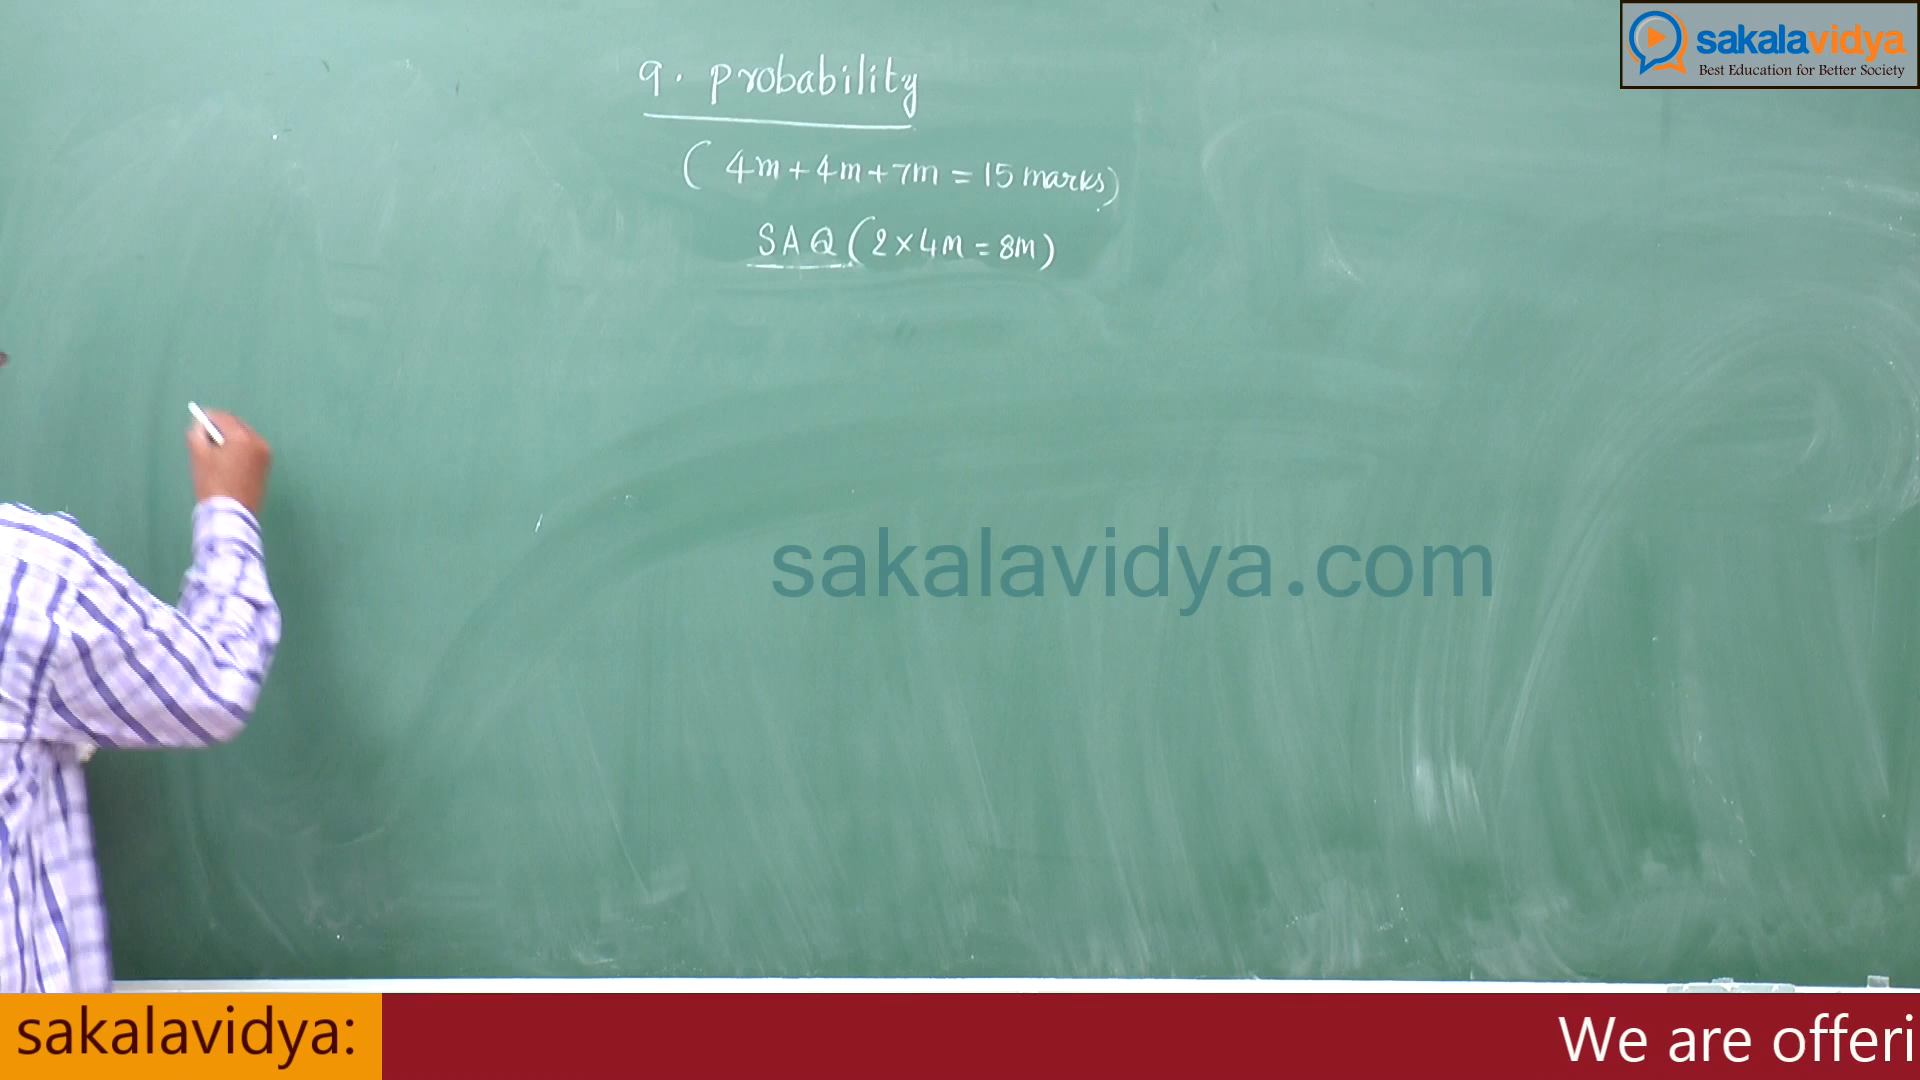 sakalavidya
Best Education for Better Society
9. probability
( 4m + 4m + 7m = 15 marks)
SAQ (2 x 4m = 8m)
sakalavidya.com
sakalavidya:
We are offeri